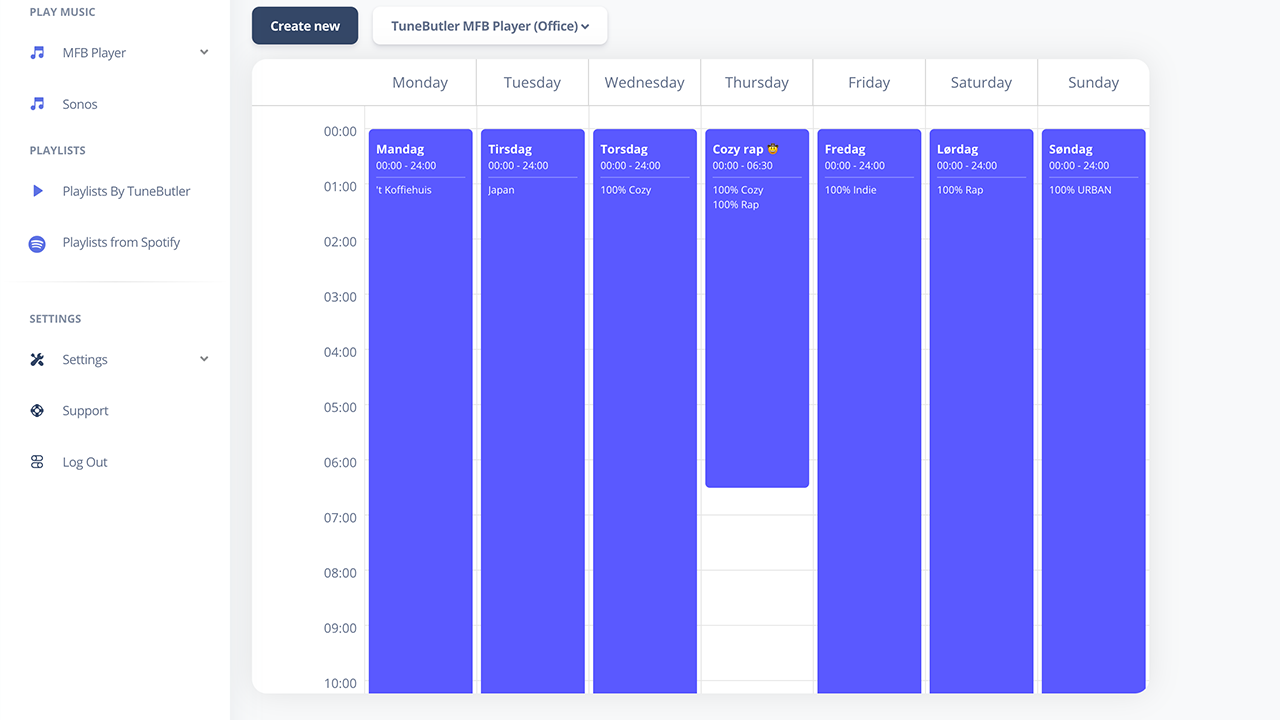 PLAY MUSIC
MFB Player
Sonos
PLAYLISTS
Playlists By TuneButler
Playlists from Spotify
SETTINGS
Settings
Support
Log Out
Create new
TuneButler MFB Player (Office)
Monday Tuesday Wednesday Thursday Friday Saturday Sunday
00:00
01:00
02:00
03:00
04:00
05:00
06:00
07:00
08:00
09:00
10:00
Mandag
00:00 - 24:00
't Koffiehuis
Tirsdag
00:00 - 24:00
Japan
Torsdag
00:00 - 24:00
100% Cozy
Cozy rap 🤠
00:00 - 06:30
100% Cozy
100% Rap
Fredag
00:00 - 24:00
100% Indie
Lørdag
00:00 - 24:00
100% Rap
Søndag
00:00 - 24:00
100% URBAN